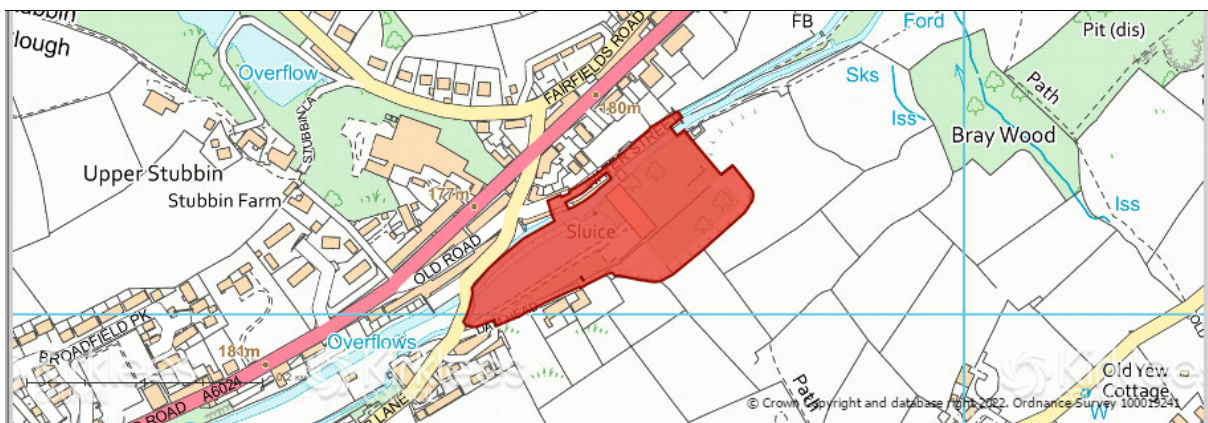 lough
Overflow
STUBBIN LA
FAIRFIELDS ROAD
180m
FB
Ford
Sks
Iss
Path
Pit (dis)
Bray Wood
Iss
Upper Stubbin
Stubbin Farm
177m
OLD ROAD
Sluice
BROADFIELD PK
181m
Overflows
ROAD A6024
LANE
Path
Kirklees
Kirklees
Old Yew
Cottage
W
© Crown Copyright and database right 2022. Ordnance Survey 100019241